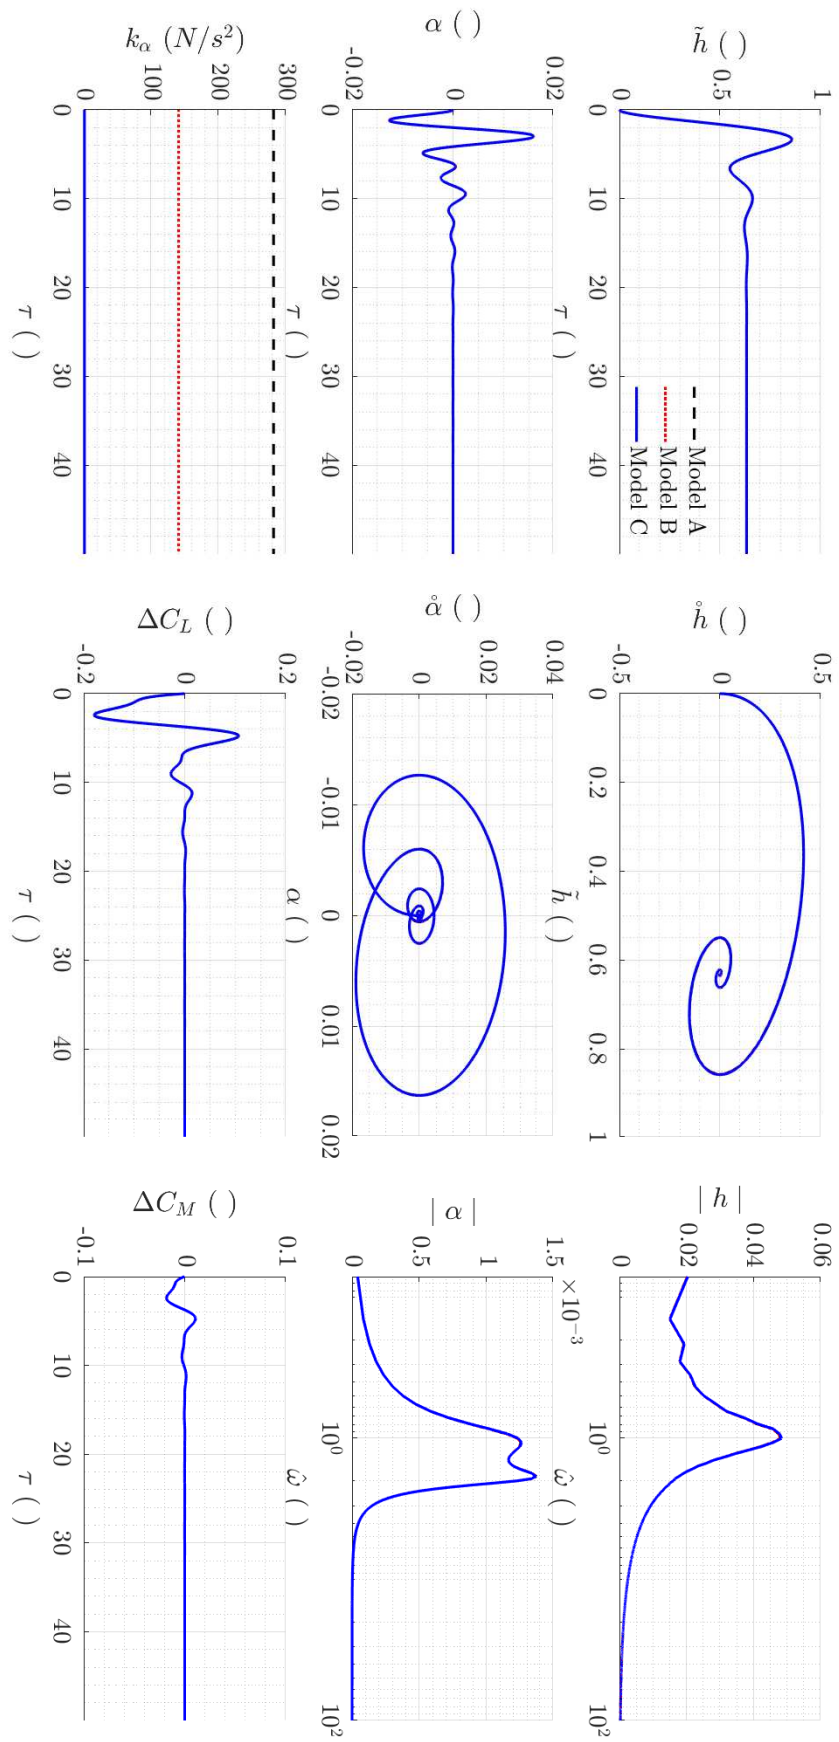 h̃ ( )
1
0.5
0
0 10 20 30 40
τ ( )
Model A
Model B
Model C
h̊ ( )
0.5
0
-0.5
0 0.2 0.4 0.6 0.8 1
h̃ ( )
| h |
0.06
0.04
0.02
0
10⁰ 10²
ω̂ ( )
α ( )
0.02
0
-0.02
0 10 20 30 40
τ ( )
α̊ ( )
0.04
0.02
0
-0.02
-0.02 -0.01 0 0.01 0.02
α ( )
| α |
×10⁻³
1.5
1
0.5
0
10⁰ 10²
ω̂ ( )
k_α (N/s²)
300
200
100
0
0 10 20 30 40
τ ( )
ΔC_L ( )
0.2
0
-0.2
0 10 20 30 40
τ ( )
ΔC_M ( )
0.1
0
-0.1
0 10 20 30 40
τ ( )